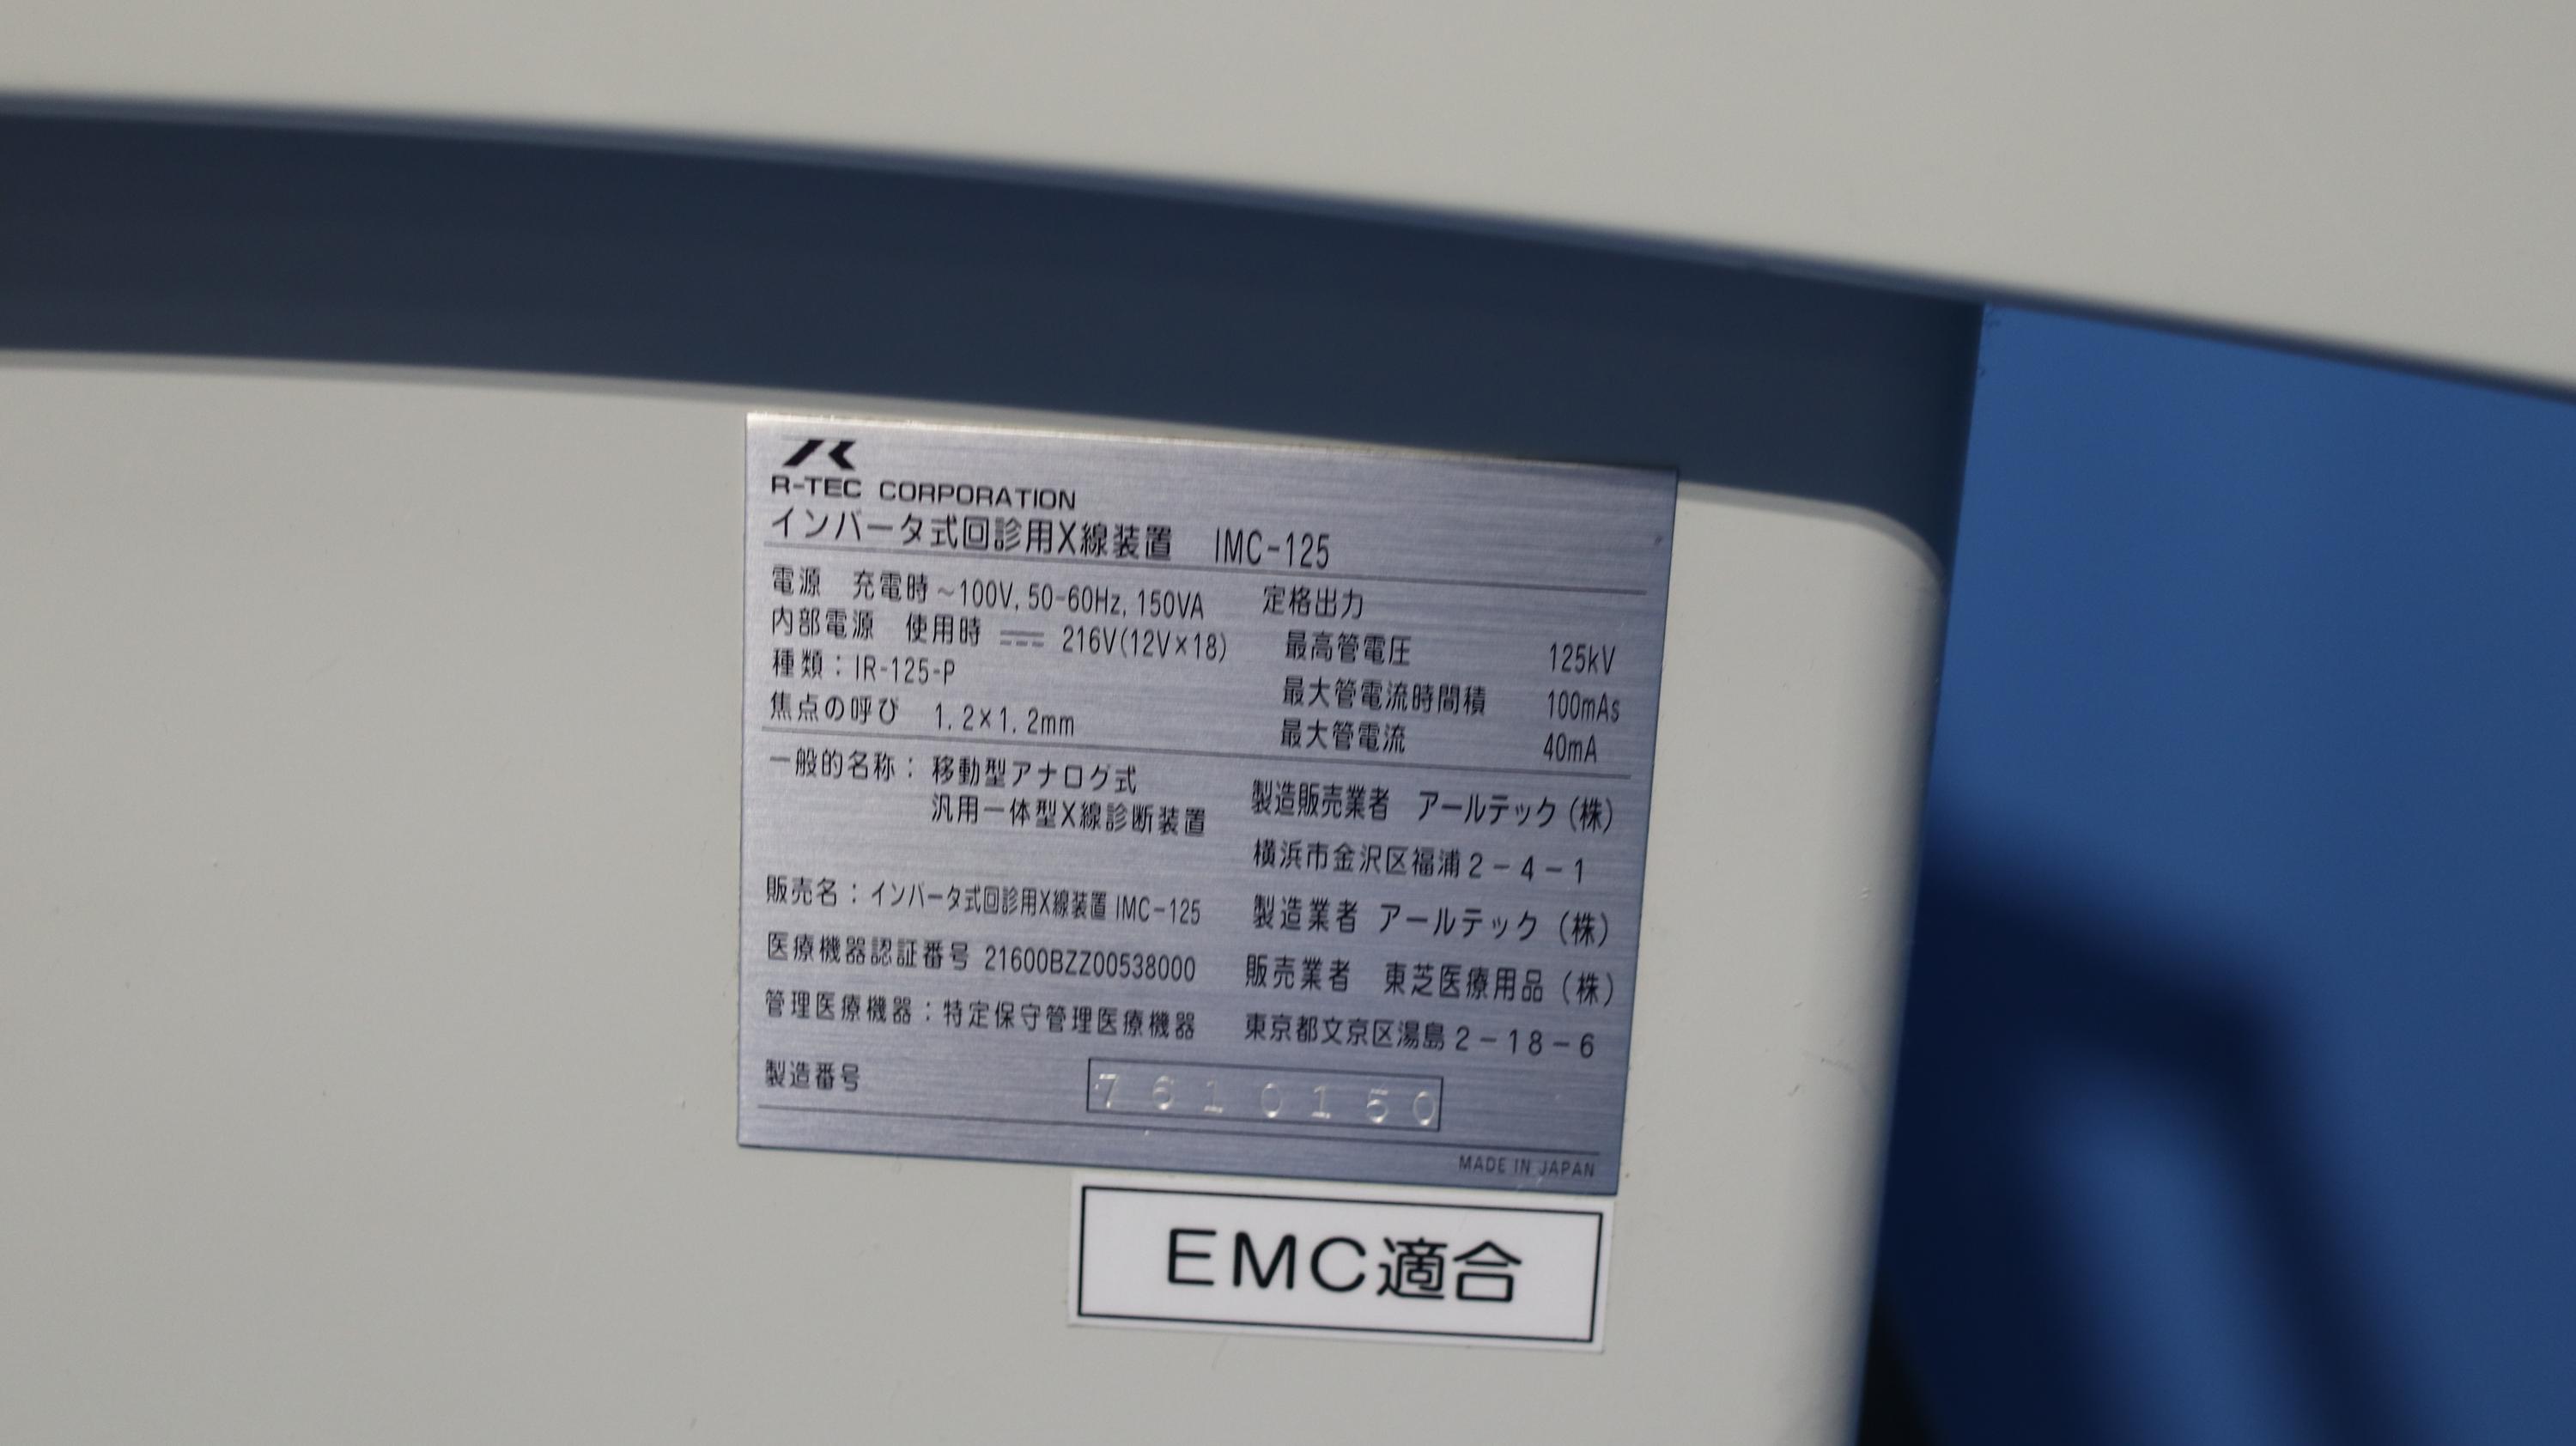 R-TEC CORPORATION
インバータ式回診用X線装置 IMC-125
電源 充電時 ~100V, 50-60Hz, 150VA
内部電源 使用時 ⎓ 216V(12V×18)
種類：IR-125-P
焦点の呼び 1.2×1.2mm
定格出力
最高管電圧 125kV
最大管電流時間積 100mAs
最大管電流 40mA
一般的名称：移動型アナログ式
汎用一体型X線診断装置
販売名：インバータ式回診用X線装置 IMC-125
医療機器認証番号 21600BZZ00538000
管理医療機器：特定保守管理医療機器
製造販売業者 アールテック（株）
横浜市金沢区福浦2-4-1
製造業者 アールテック（株）
販売業者 東芝医療用品（株）
東京都文京区湯島2-18-6
製造番号 7610150
MADE IN JAPAN
EMC適合